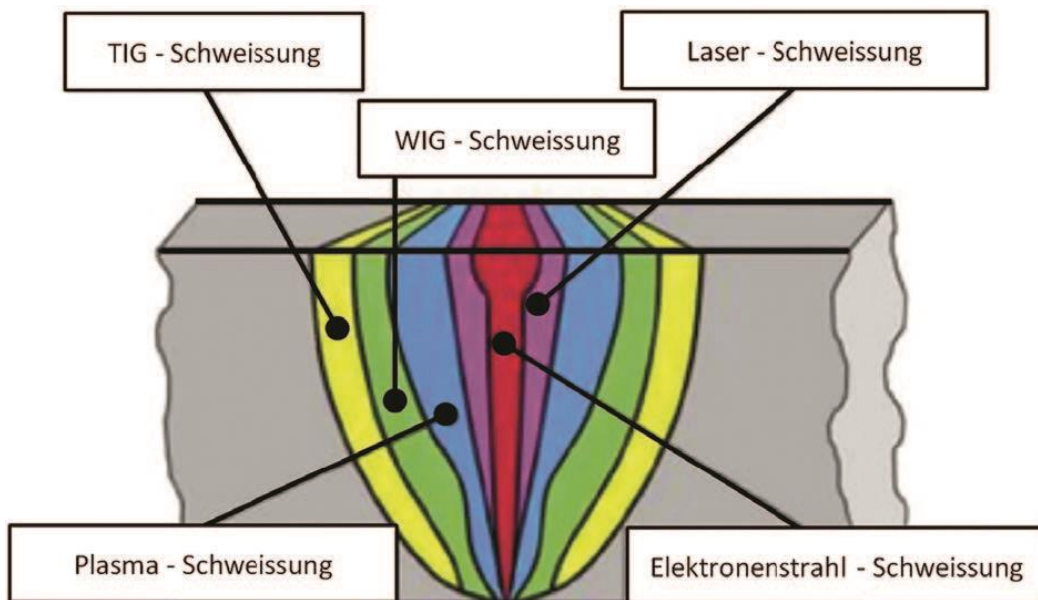 TIG - Schweissung
Laser - Schweissung
WIG - Schweissung
Plasma - Schweissung
Elektronenstrahl - Schweissung